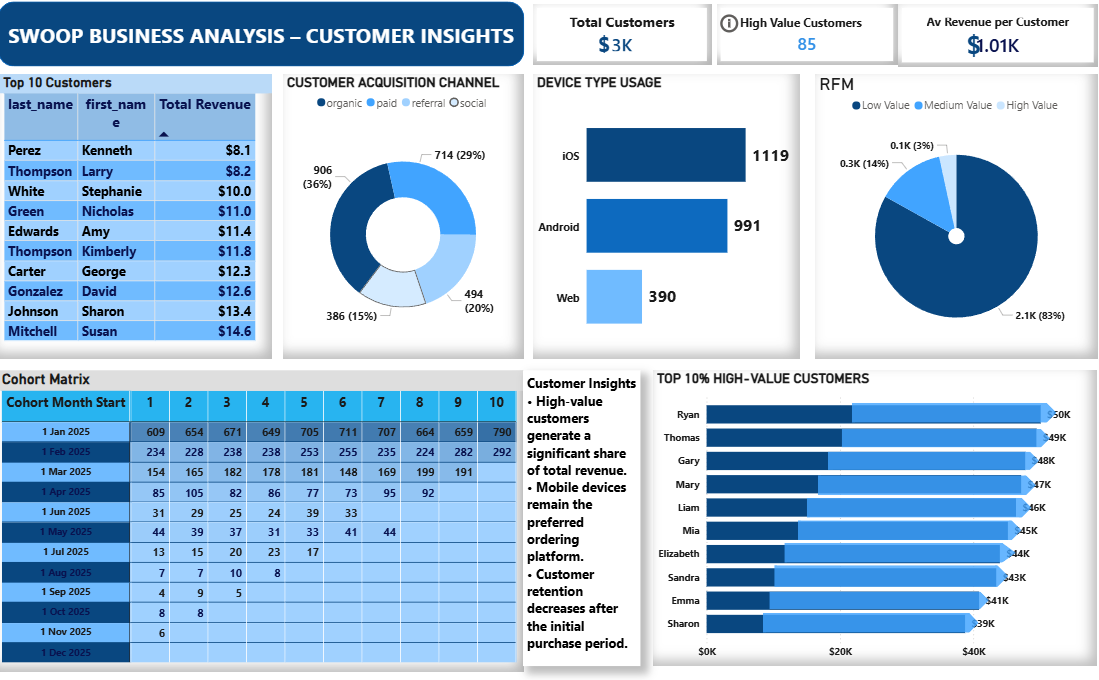 SWOOP BUSINESS ANALYSIS – CUSTOMER INSIGHTS
Total Customers
$ 3K
High Value Customers
85
Av Revenue per Customer
$1.01K
Top 10 Customers
last_name first_nam Total Revenue
e
Perez Kenneth $8.1
Thompson Larry $8.2
White Stephanie $10.0
Green Nicholas $11.0
Edwards Amy $11.4
Thompson Kimberly $11.8
Carter George $12.3
Gonzalez David $12.6
Johnson Sharon $13.4
Mitchell Susan $14.6
CUSTOMER ACQUISITION CHANNEL
organic paid referral social
714 (29%)
906
(36%)
494
(20%)
386 (15%)
DEVICE TYPE USAGE
iOS 1119
Android 991
Web 390
RFM
Low Value Medium Value High Value
0.1K (3%)
0.3K (14%)
2.1K (83%)
Cohort Matrix
Cohort Month Start 1 2 3 4 5 6 7 8 9 10
1 Jan 2025 609 654 671 649 705 711 707 664 659 790
1 Feb 2025 234 228 238 238 253 255 235 224 282 292
1 Mar 2025 154 165 182 178 181 148 169 199 191
1 Apr 2025 85 105 82 86 77 73 95 92
1 Jun 2025 31 29 25 24 39 33
1 May 2025 44 39 37 31 33 41 44
1 Jul 2025 13 15 20 23 17
1 Aug 2025 7 7 10 8
1 Sep 2025 4 9 5
1 Oct 2025 8 8
1 Nov 2025 6
1 Dec 2025
Customer Insights
• High-value
customers
generate a
significant share
of total revenue.
• Mobile devices
remain the
preferred
ordering
platform.
• Customer
retention
decreases after
the initial
purchase period.
TOP 10% HIGH-VALUE CUSTOMERS
Ryan $50K
Thomas $49K
Gary $48K
Mary $47K
Liam $46K
Mia $45K
Elizabeth $44K
Sandra $43K
Emma $41K
Sharon $39K
$0K $20K $40K